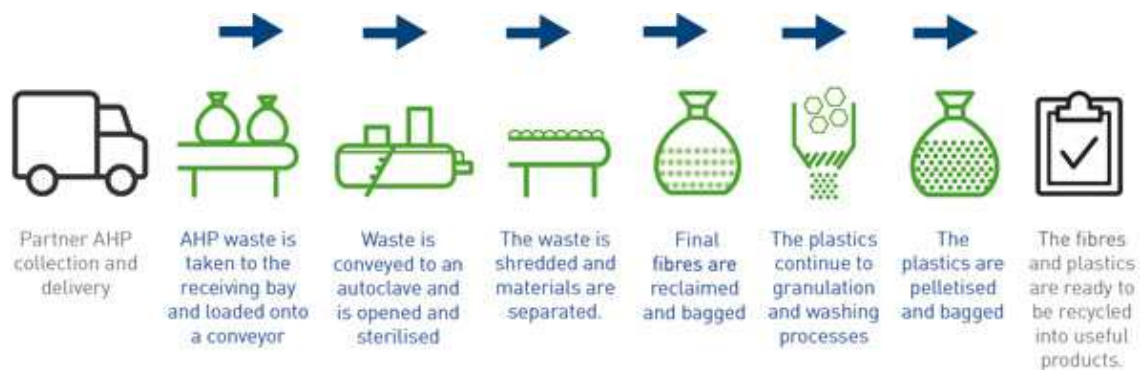 Partner AHP
collection and
delivery
AHP waste is
taken to the
receiving bay
and loaded onto
a conveyor
Waste is
conveyed to an
autoclave and
is opened and
sterilised
The waste is
shredded and
materials are
separated.
Final
fibres are
reclaimed
and bagged
The plastics
continue to
granulation
and washing
processes
The
plastics are
pelletised
and bagged
The fibres
and plastics
are ready to
be recycled
into useful
products.